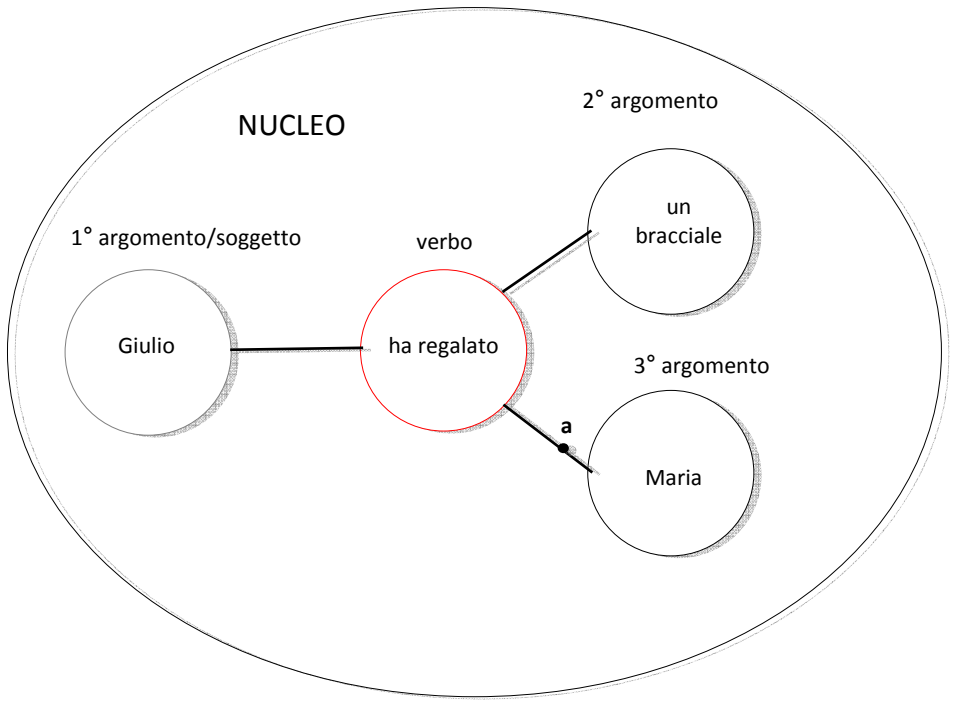 NUCLEO
2° argomento
un
bracciale
1° argomento/soggetto
verbo
Giulio
ha regalato
3° argomento
a
Maria